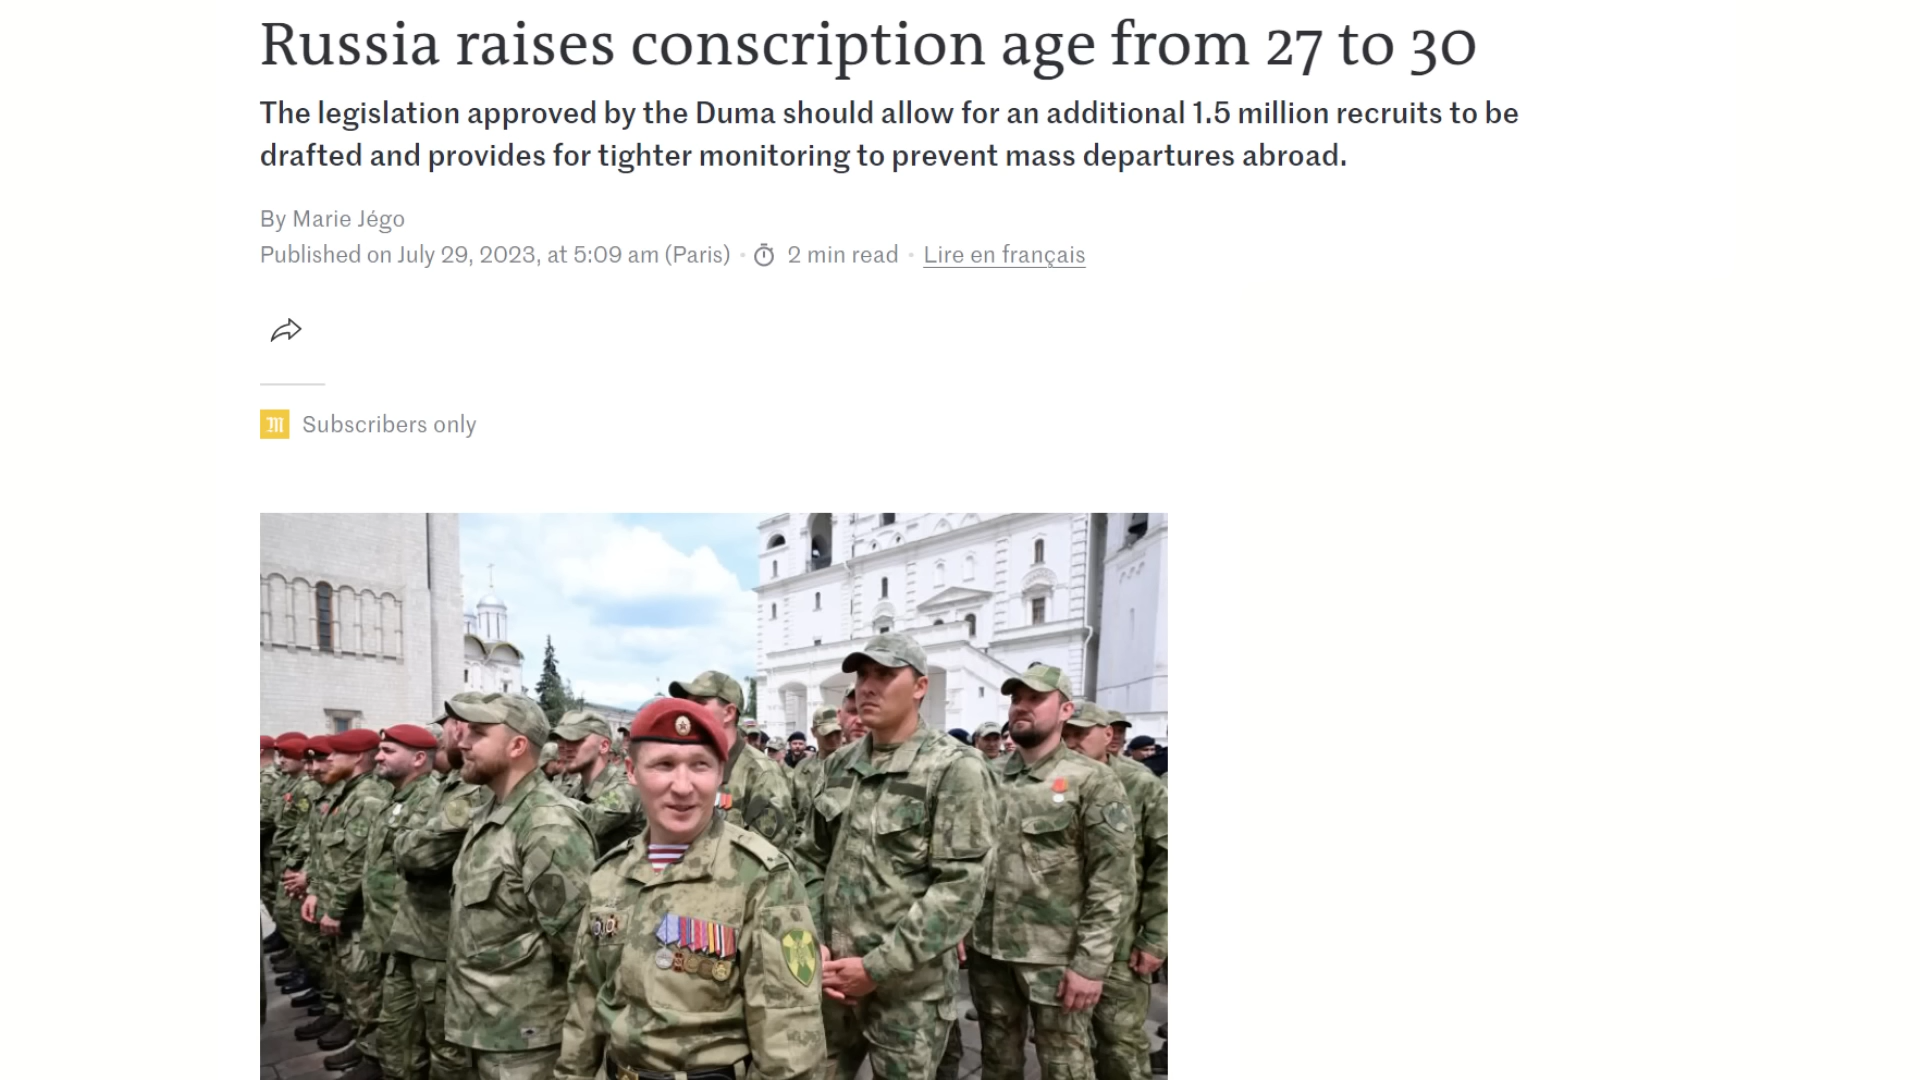 Russia raises conscription age from 27 to 30
The legislation approved by the Duma should allow for an additional 1.5 million recruits to be
drafted and provides for tighter monitoring to prevent mass departures abroad.
By Marie Jégo
Published on July 29, 2023, at 5:09 am (Paris) • 2 min read • Lire en français
M Subscribers only